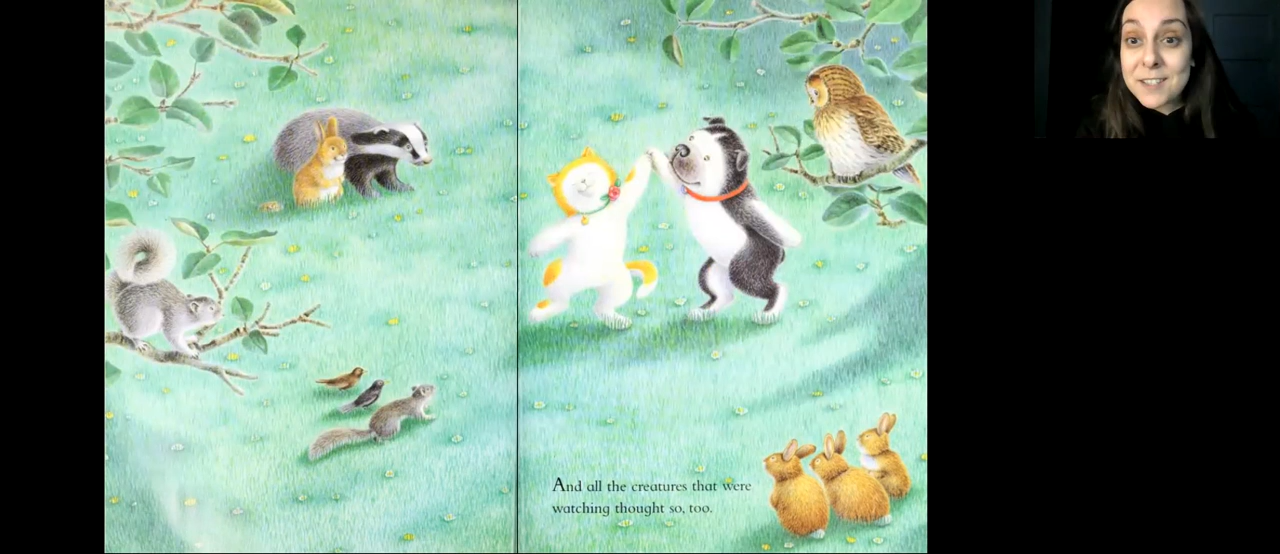 And all the creatures that were
watching thought so, too.